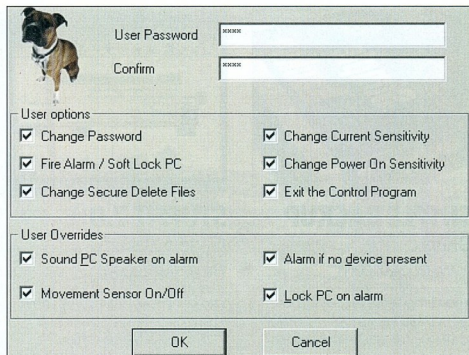 User Password xxxx
Confirm xxxx
User options
Change Password
Change Current Sensitivity
Fire Alarm / Soft Lock PC
Change Power On Sensitivity
Change Secure Delete Files
Exit the Control Program
User Overrides
Sound PC Speaker on alarm
Alarm if no device present
Movement Sensor On/Off
Lock PC on alarm
OK Cancel